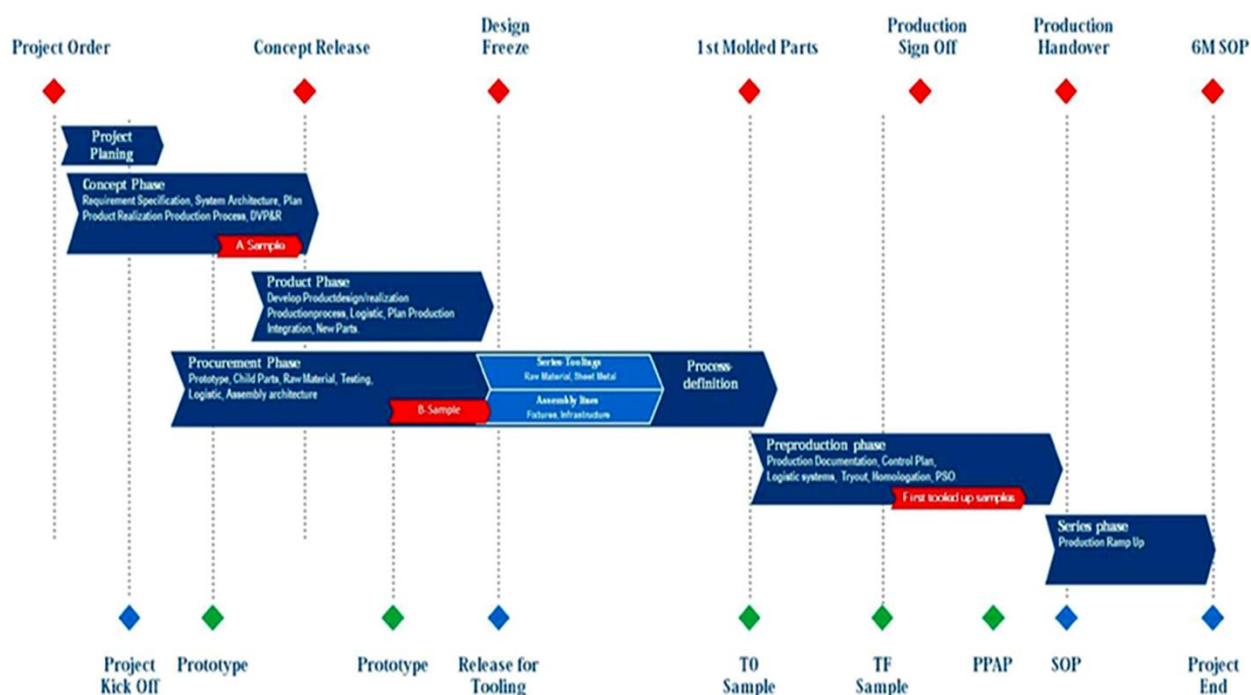 Project Order
Concept Release
Design
Freeze
1st Molded Parts
Production
Sign Off
Production
Handover
6M SOP
Project
Planing
Concept Phase
Requirement Specification, System Architecture, Plan
Product Realization Production Process, DVP&R
A Sample
Product Phase
Develop Productdesign/realization
Productionprocess, Logistic, Plan Production
Integration, New Parts.
Procurement Phase
Prototype, Child Parts, Raw Material, Testing,
Logistic, Assembly architecture
B-Sample
Series Toolings
Raw Material, Sheet Metal
Assembly lines
Fixtures, Infrastructure
Process-
definition
Preproduction phase
Production Documentation, Control Plan,
Logistic systems, Tryout, Homologation, PSO
First tooled up samples
Series phase
Production Ramp Up
Project
Kick Off
Prototype
Prototype
Release for
Tooling
T0
Sample
TF
Sample
PPAP
SOP
Project
End